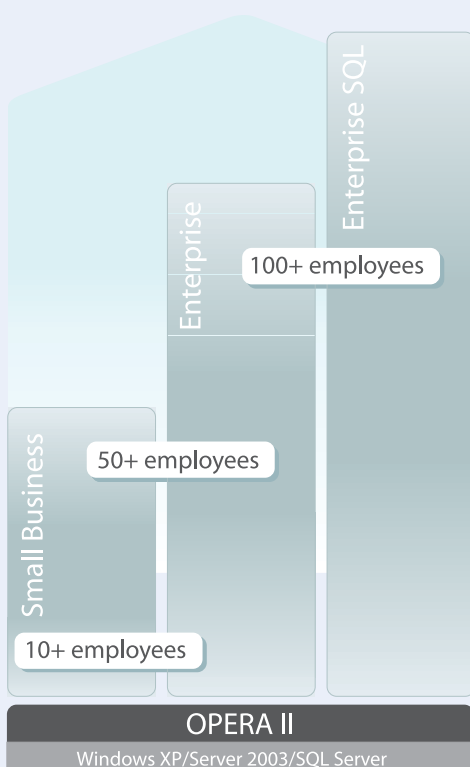 Enterprise SQL
Enterprise
100+ employees
Small Business
50+ employees
10+ employees
OPERA II
Windows XP/Server 2003/SQL Server